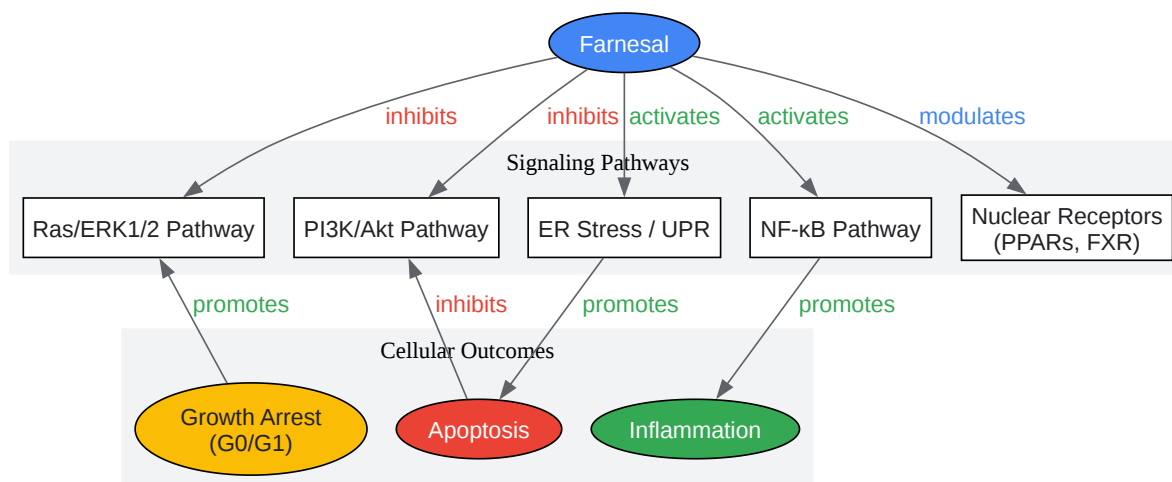 Farnesal
inhibits
inhibits
activates
activates
modulates
Signaling Pathways
Ras/ERK1/2 Pathway
PI3K/Akt Pathway
ER Stress / UPR
NF-κB Pathway
Nuclear Receptors
(PPARs, FXR)
promotes
inhibits
promotes
promotes
Cellular Outcomes
Growth Arrest
(G0/G1)
Apoptosis
Inflammation